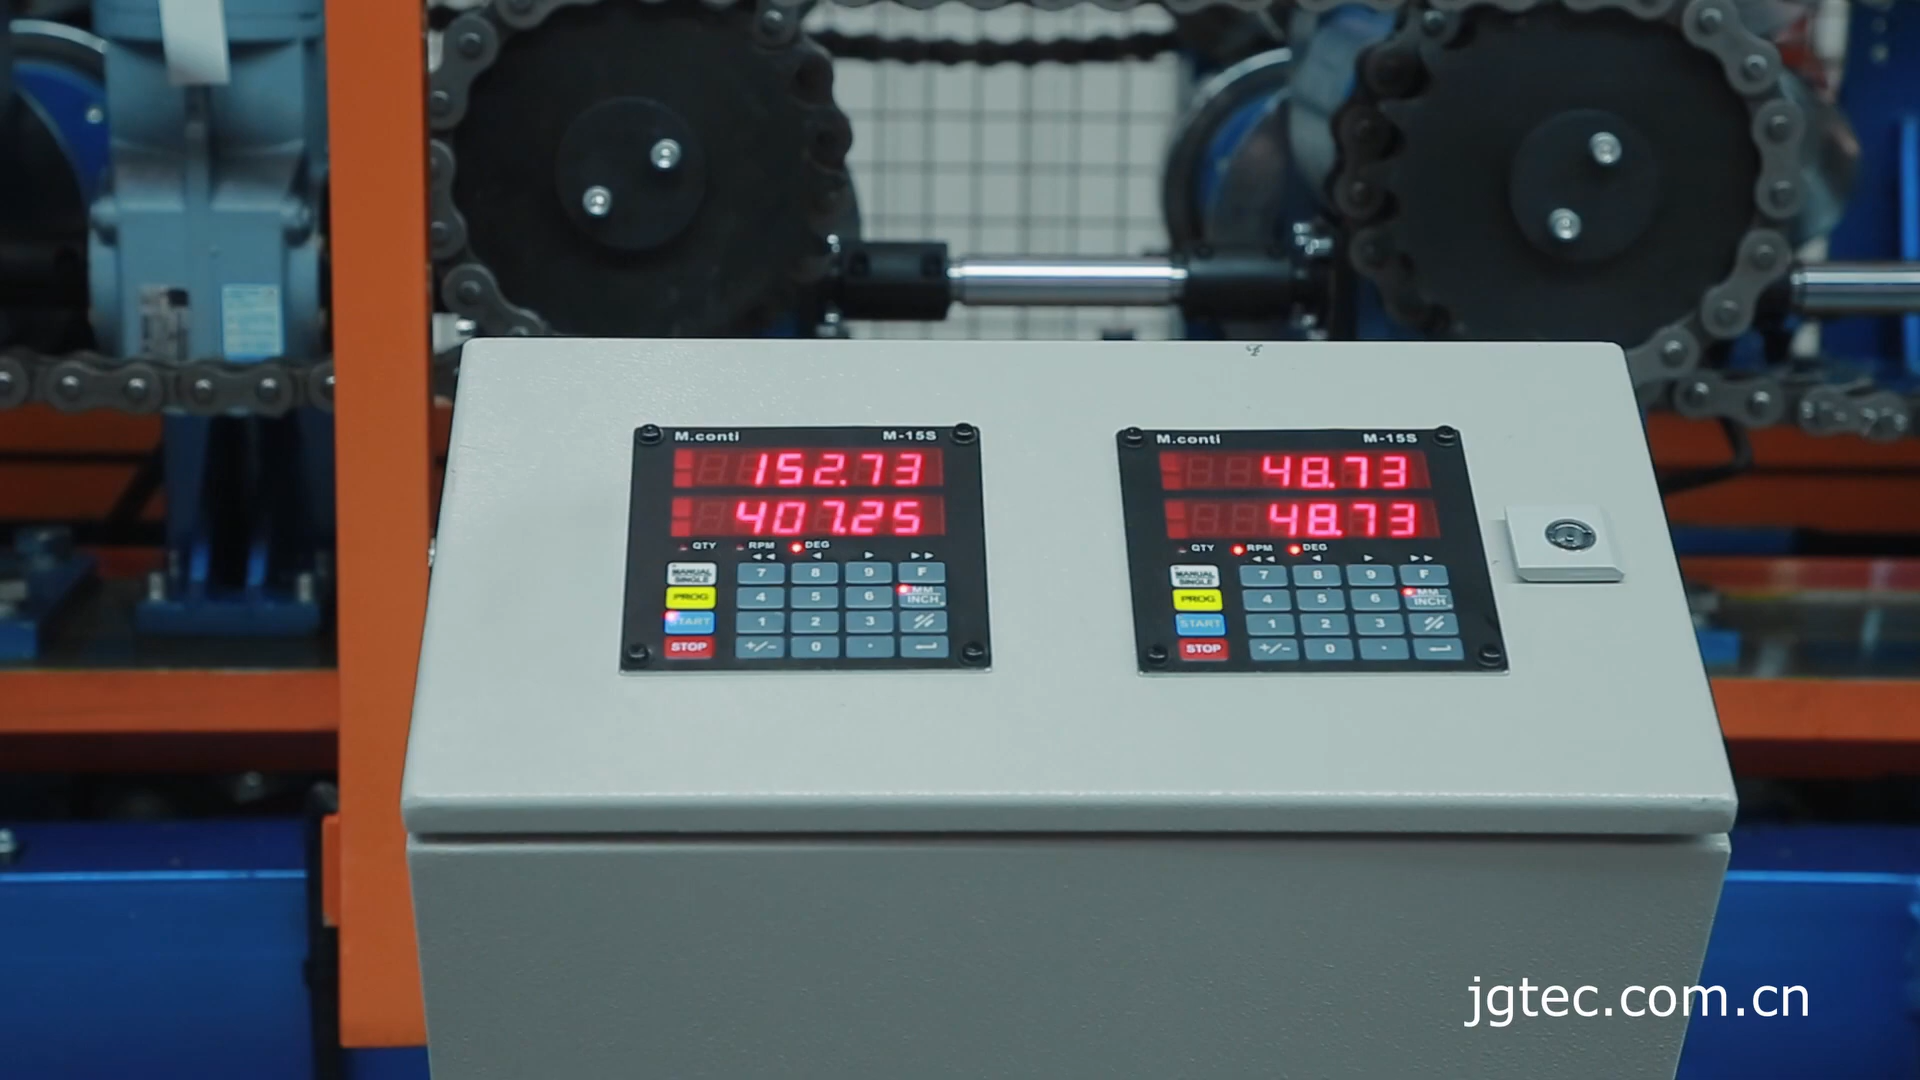 M.conti M-15S
152.73
407.25
QTY RPM DEG
◄◄ ◄ ► ►►
MANUAL SINGLE 7 8 9 F
PROG 4 5 6 MM INCH
START 1 2 3
STOP +/- 0 .
M.conti M-15S
48.73
48.73
QTY RPM DEG
◄◄ ◄ ► ►►
MANUAL SINGLE 7 8 9 F
PROG 4 5 6 MM INCH
START 1 2 3
STOP +/- 0 .
jgtec.com.cn